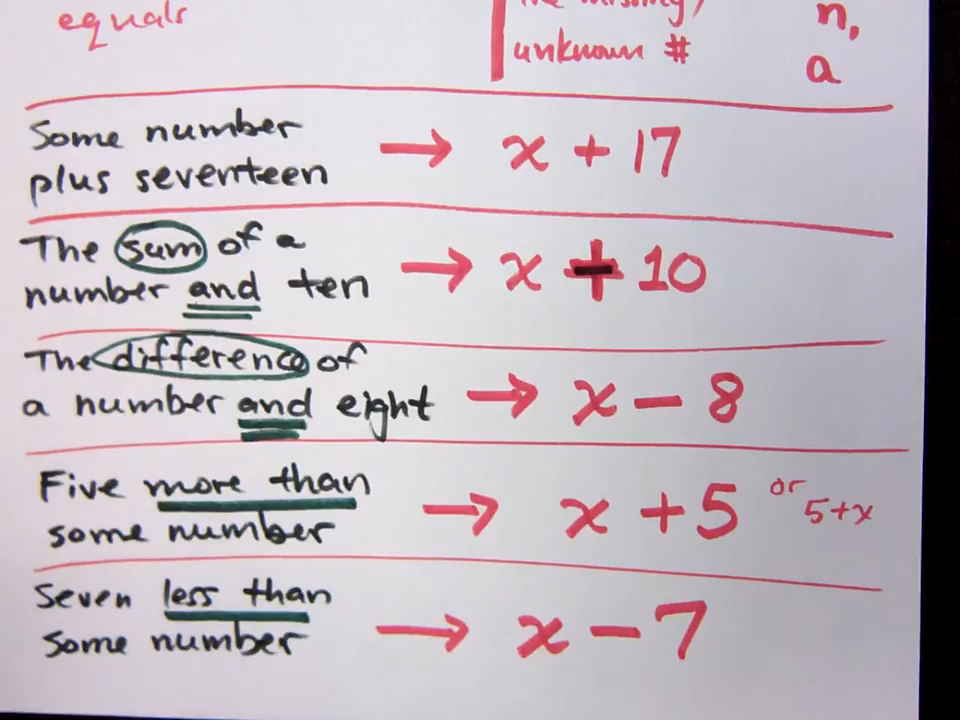 equals
unknown #
n,
a
Some number
plus seventeen → x + 17
The sum of a
number and ten → x + 10
The difference of
a number and eight → x - 8
Five more than
some number → x + 5 or 5+x
Seven less than
some number → x - 7